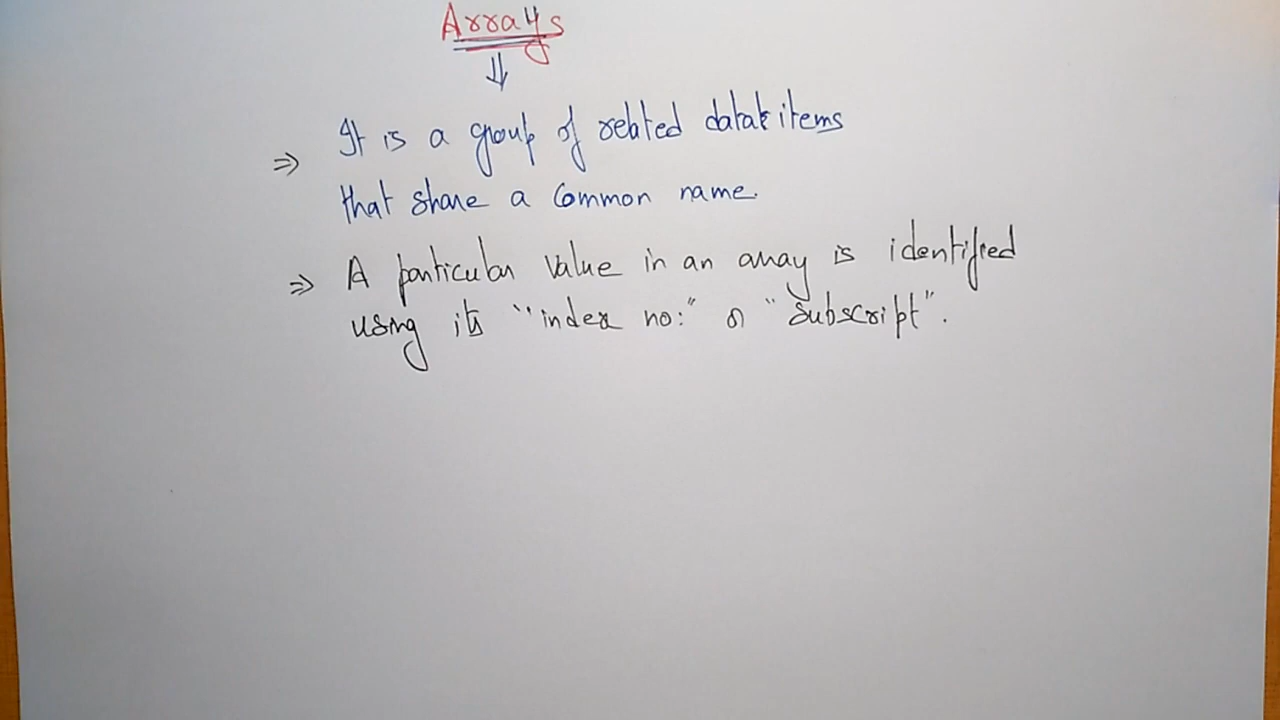 Arrays
⇓
⇒ It is a group of related data items
that share a Common name.
⇒ A particular Value in an array is identified
using its "index no:" or "Subscript".